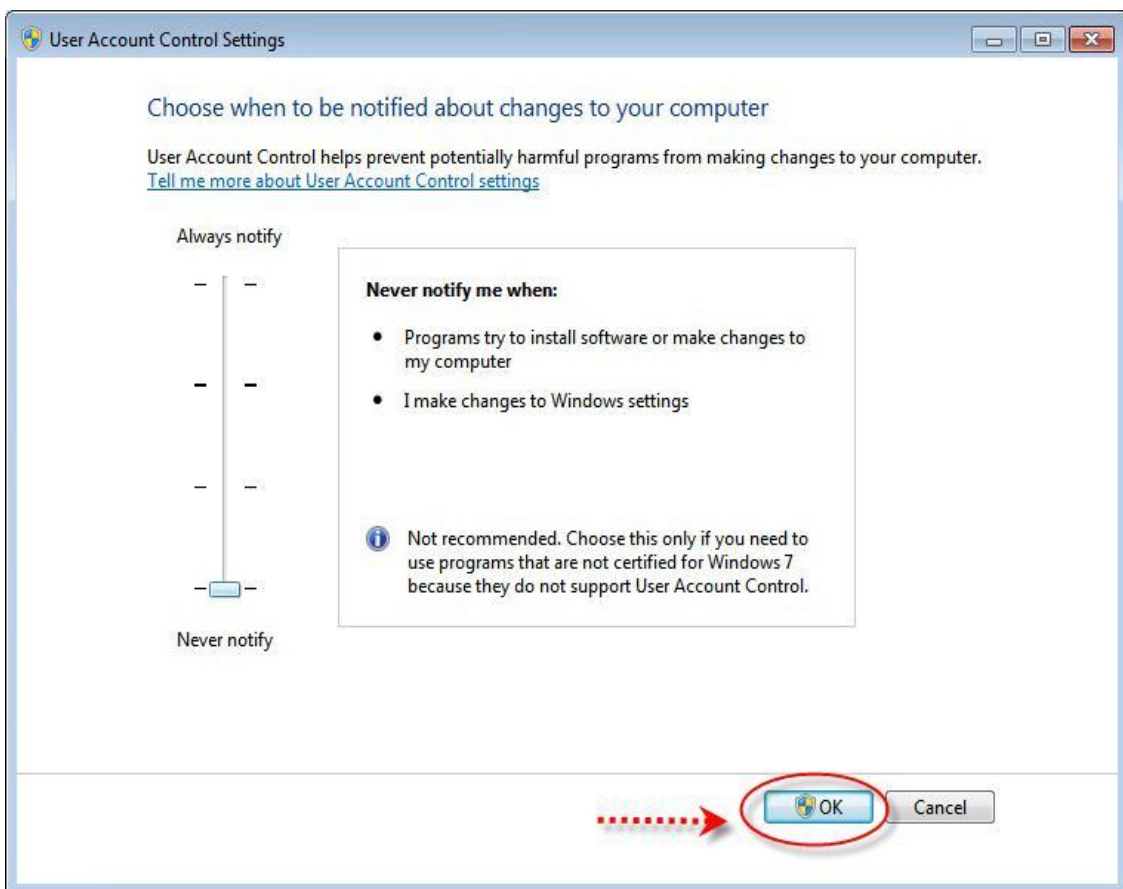 User Account Control Settings
Choose when to be notified about changes to your computer
User Account Control helps prevent potentially harmful programs from making changes to your computer.
Tell me more about User Account Control settings
Always notify
Never notify me when:
• Programs try to install software or make changes to
my computer
• I make changes to Windows settings
Not recommended. Choose this only if you need to
use programs that are not certified for Windows 7
because they do not support User Account Control.
Never notify
OK
Cancel